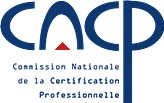 CNCP
Commission Nationale
de la Certification
Professionnelle